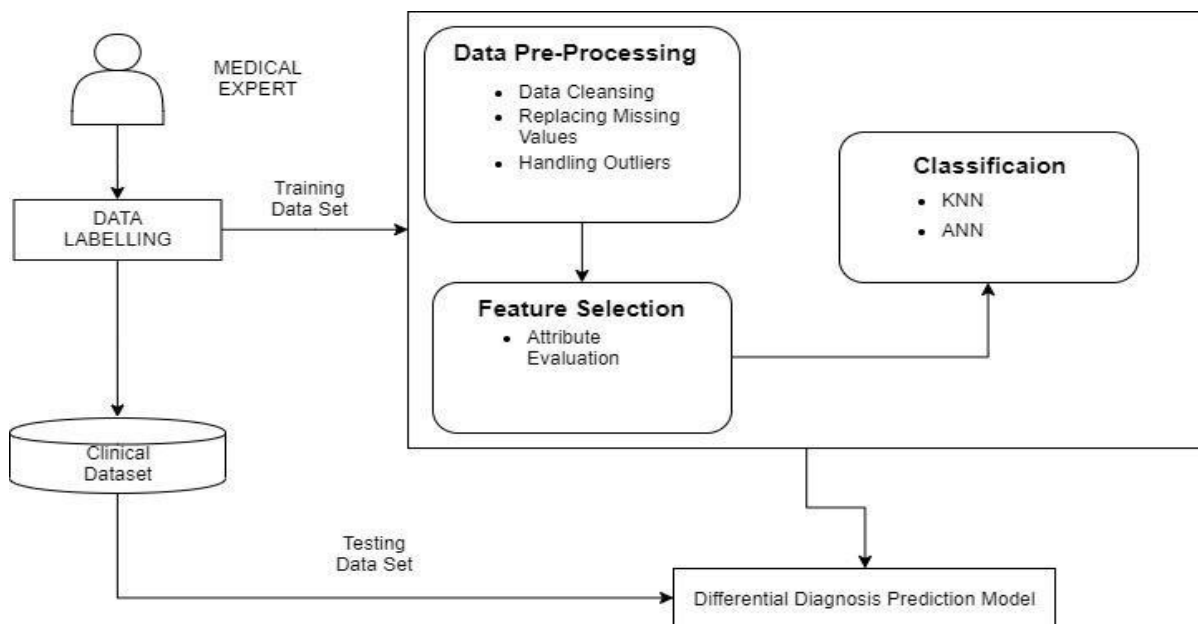 MEDICAL
EXPERT
DATA
LABELLING
Training
Data Set
Data Pre-Processing
• Data Cleansing
• Replacing Missing
Values
• Handling Outliers
Feature Selection
• Attribute
Evaluation
Classificaion
• KNN
• ANN
Clinical
Dataset
Testing
Data Set
Differential Diagnosis Prediction Model